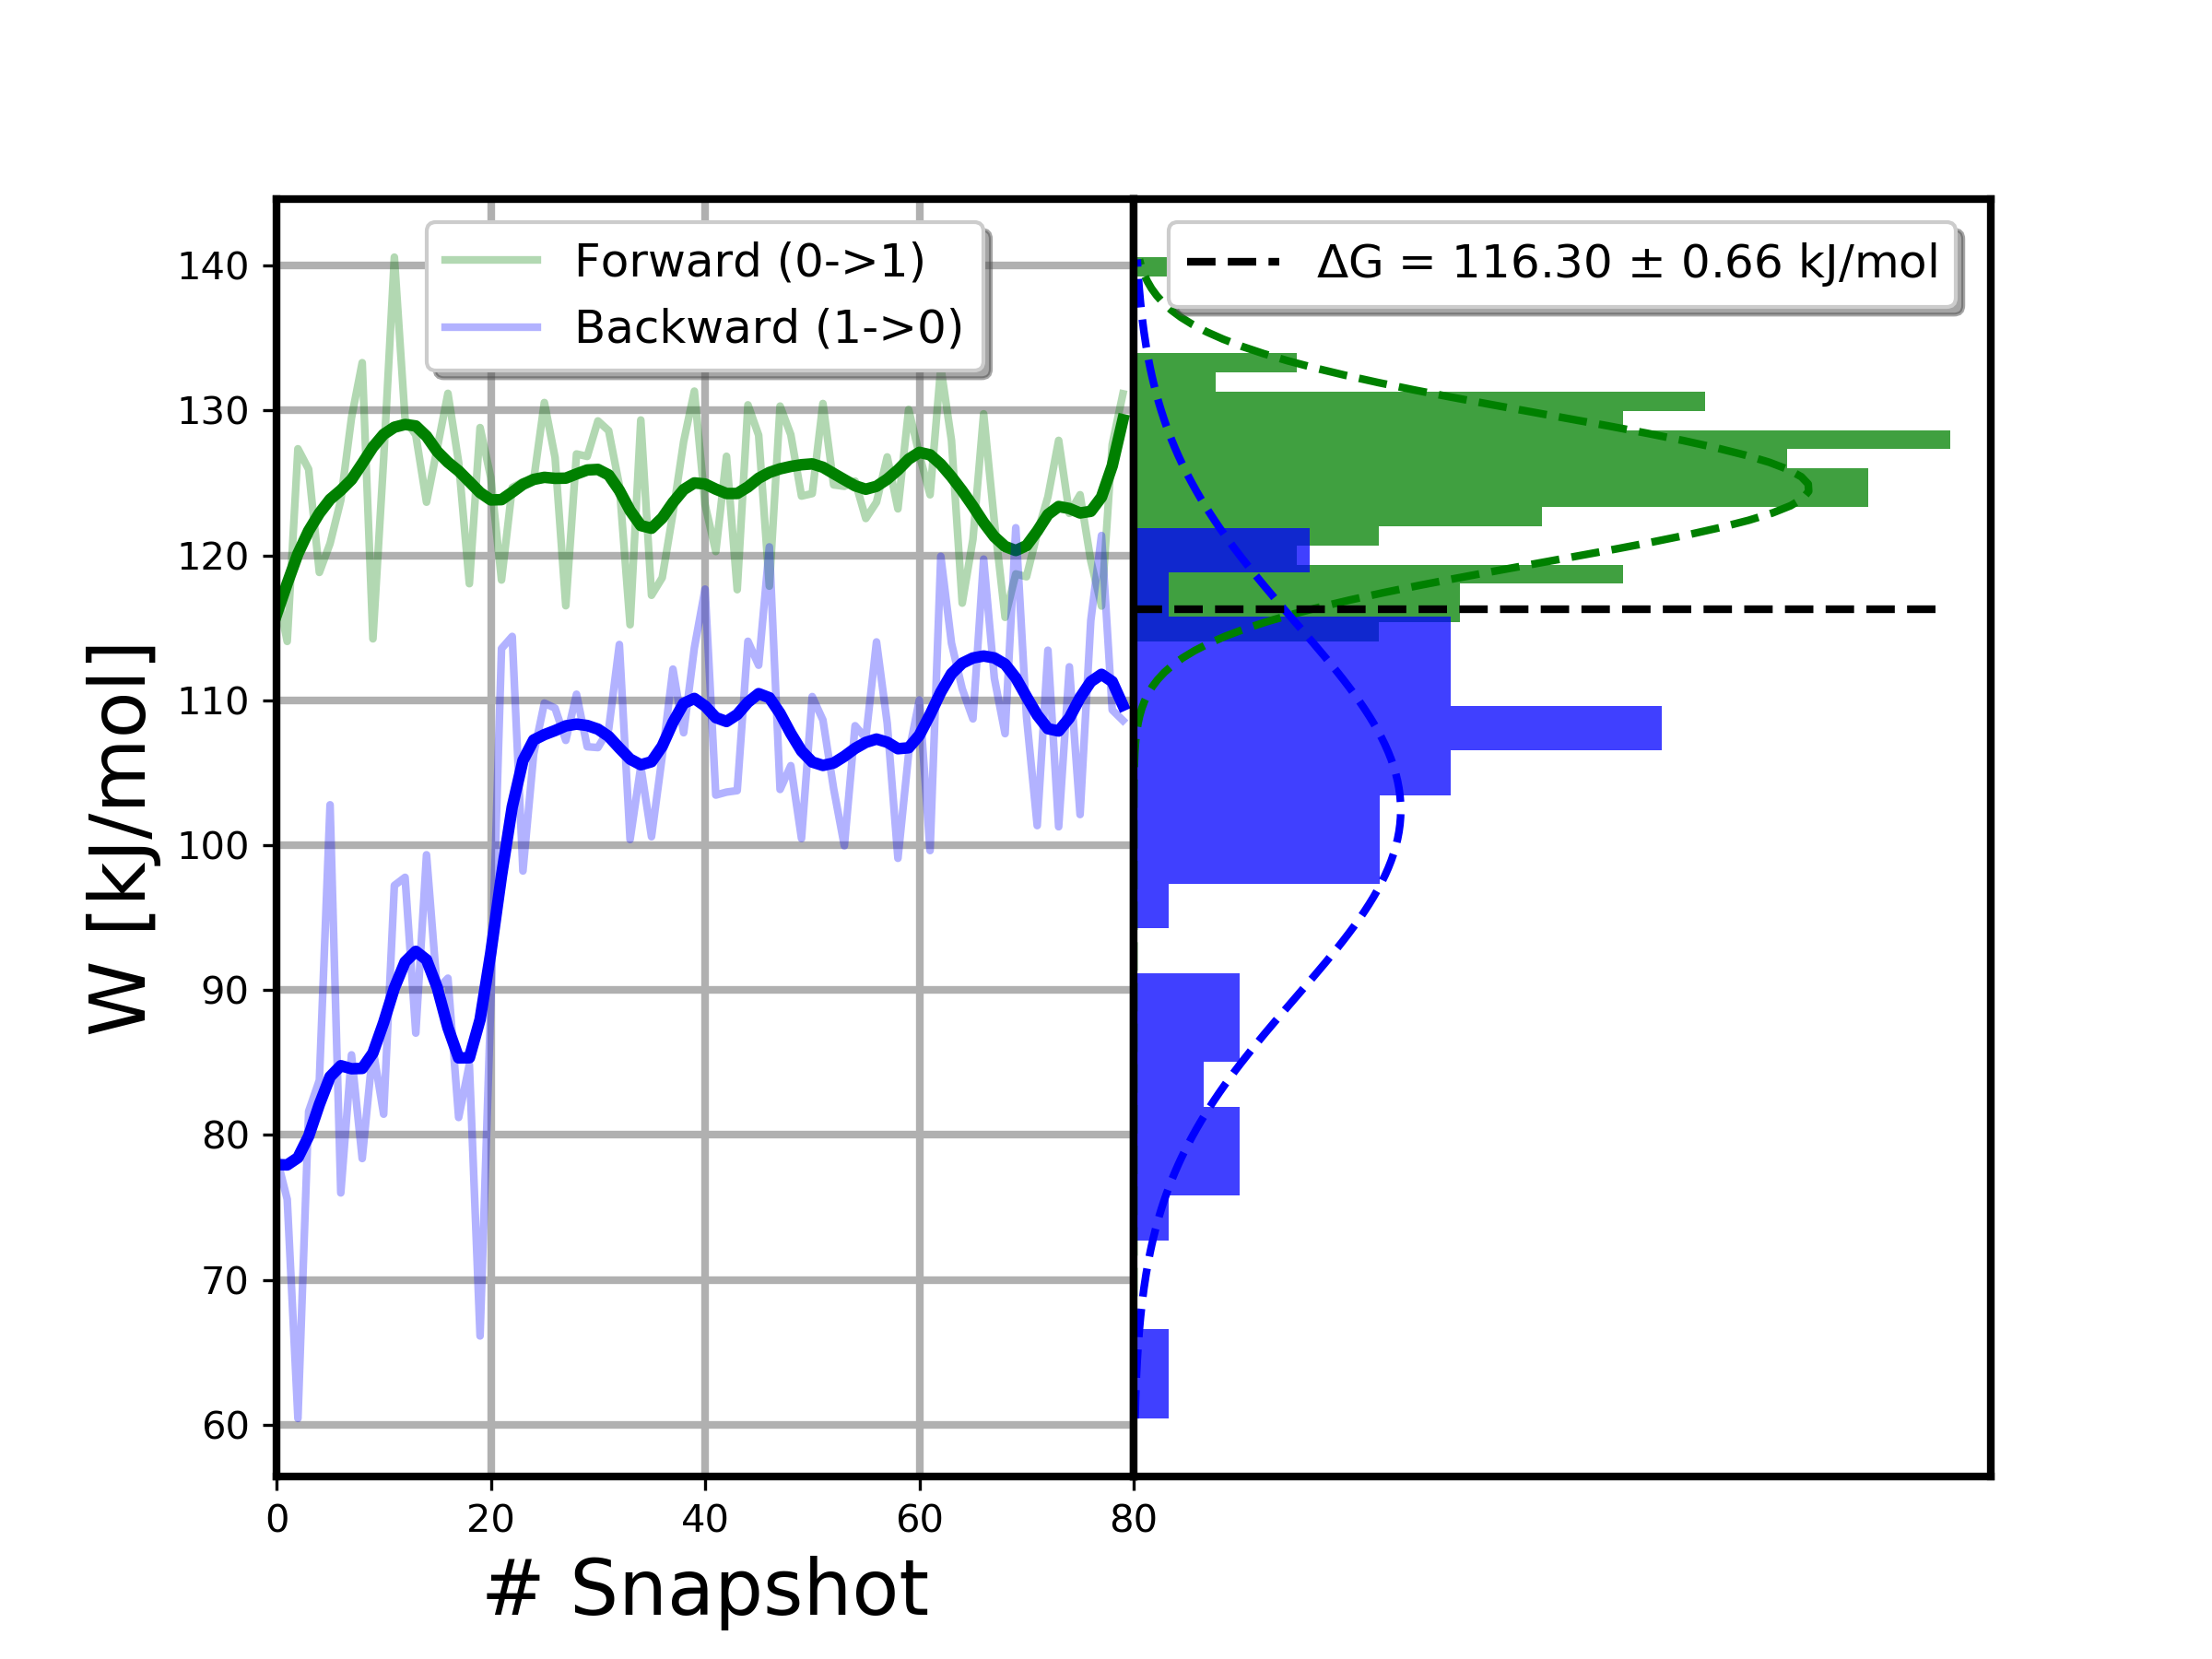 Forward (0->1)
Backward (1->0)
ΔG = 116.30 ± 0.66 kJ/mol
W [kJ/mol]
140
130
120
110
100
90
80
70
60
0 20 40 60 80
# Snapshot